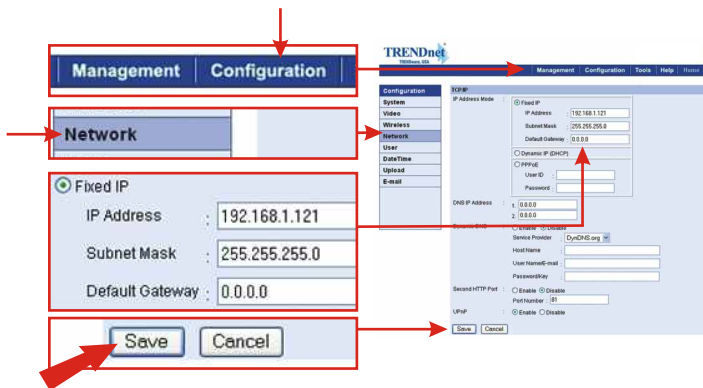 Management | Configuration
Network
Fixed IP
IP Address : 192.168.1.121
Subnet Mask : 255.255.255.0
Default Gateway : 0.0.0.0
Save Cancel
TRENDnet
TRENDware, USA
Management | Configuration | Tools | Help | Home
Configuration
System
Video
Wireless
Network
User
DateTime
Upload
E-mail
TCP/IP
IP Address Mode : Fixed IP
IP Address : 192.168.1.121
Subnet Mask : 255.255.255.0
Default Gateway : 0.0.0.0
Dynamic IP (DHCP)
PPPoE
User ID :
Password :
DNS IP Address : 1. 0.0.0.0
2. 0.0.0.0
Dynamic DNS : Enable Disable
Service Provider : DynDNS.org
Host Name :
User Name/E-mail :
Password/Key :
Second HTTP Port : Enable Disable
Port Number : 81
UPnP : Enable Disable
Save Cancel